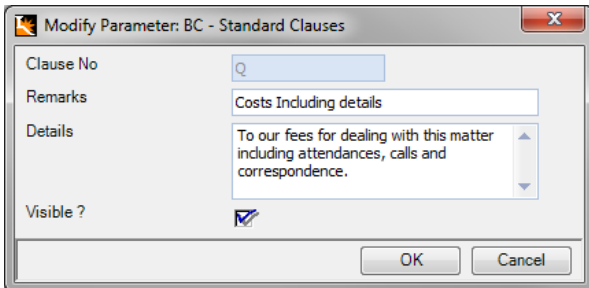 Modify Parameter: BC - Standard Clauses
Clause No Q
Remarks Costs Including details
Details To our fees for dealing with this matter
including attendances, calls and
correspondence.
Visible ?
OK Cancel